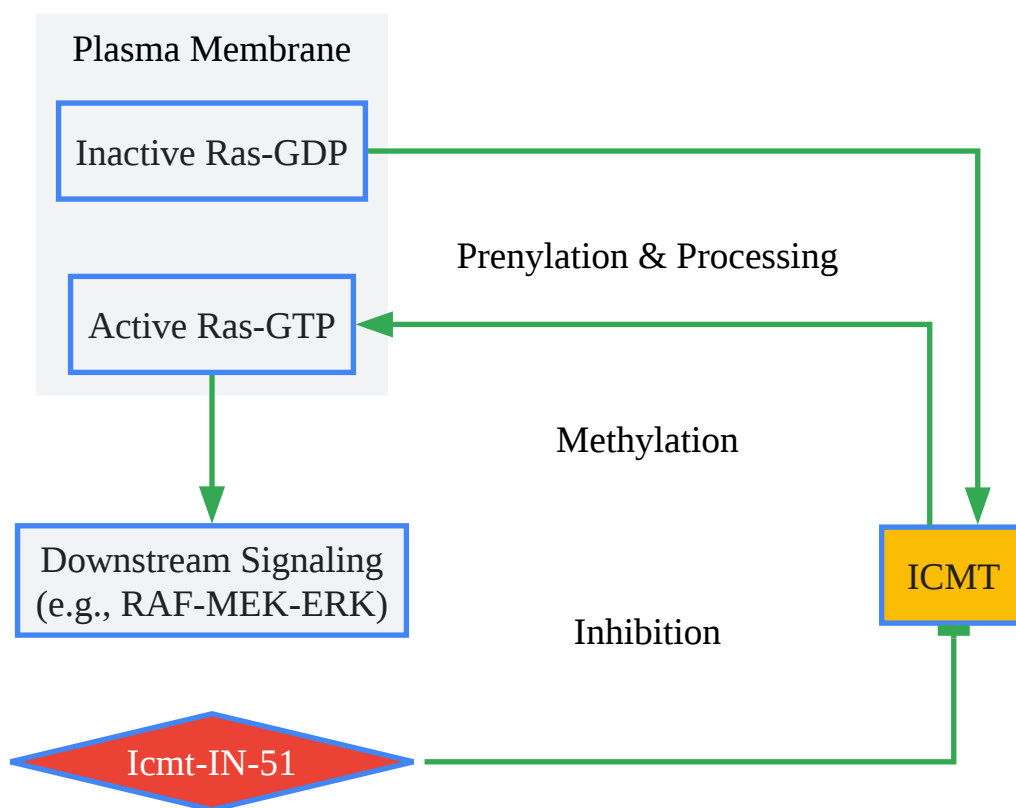 Plasma Membrane
Inactive Ras-GDP
Prenylation & Processing
Active Ras-GTP
Methylation
Downstream Signaling
(e.g., RAF-MEK-ERK)
ICMT
Inhibition
Icmt-IN-51